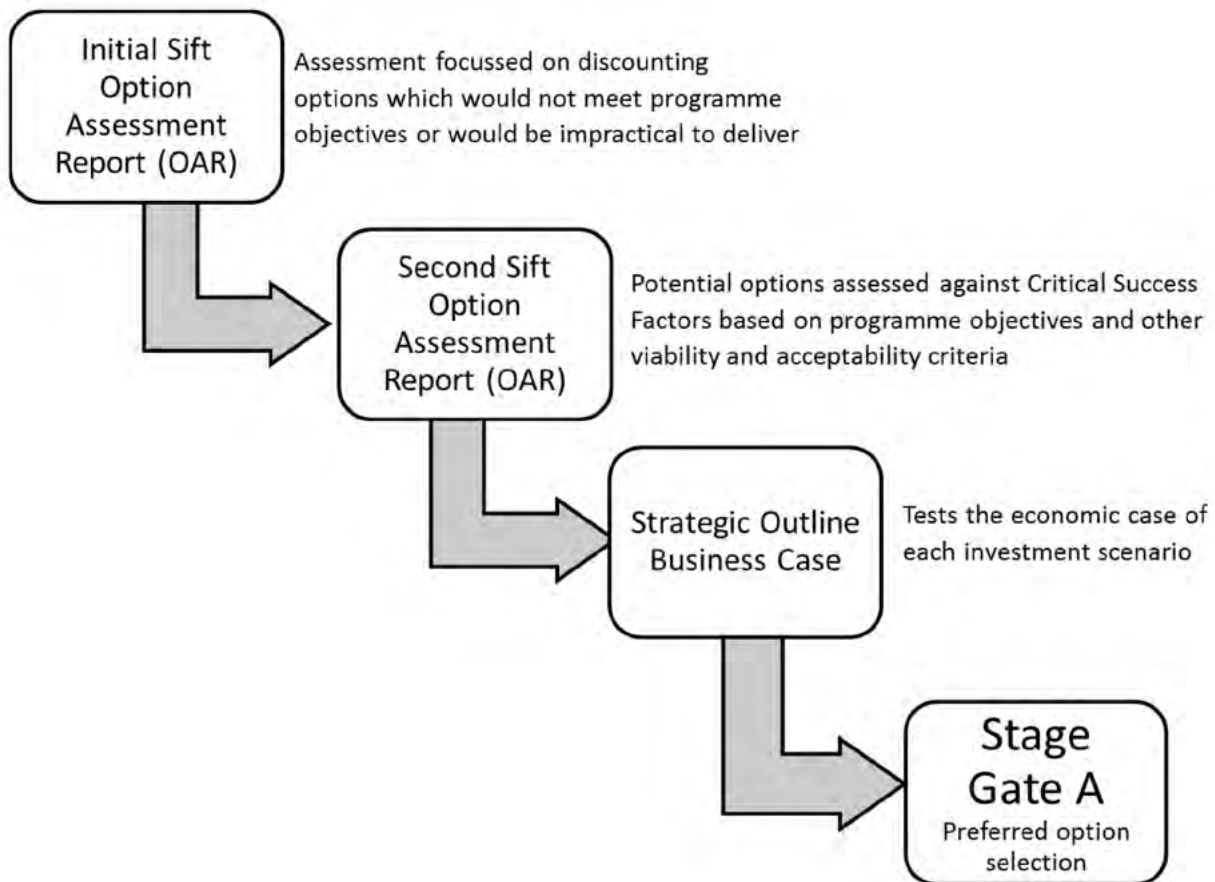 Initial Sift
Option
Assessment
Report (OAR)
Assessment focussed on discounting
options which would not meet programme
objectives or would be impractical to deliver
Second Sift
Option
Assessment
Report (OAR)
Potential options assessed against Critical Success
Factors based on programme objectives and other
viability and acceptability criteria
Strategic Outline
Business Case
Tests the economic case of
each investment scenario
Stage
Gate A
Preferred option
selection